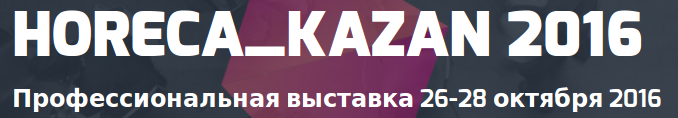 HORECA_KAZAN 2016
Профессиональная выставка 26-28 октября 2016